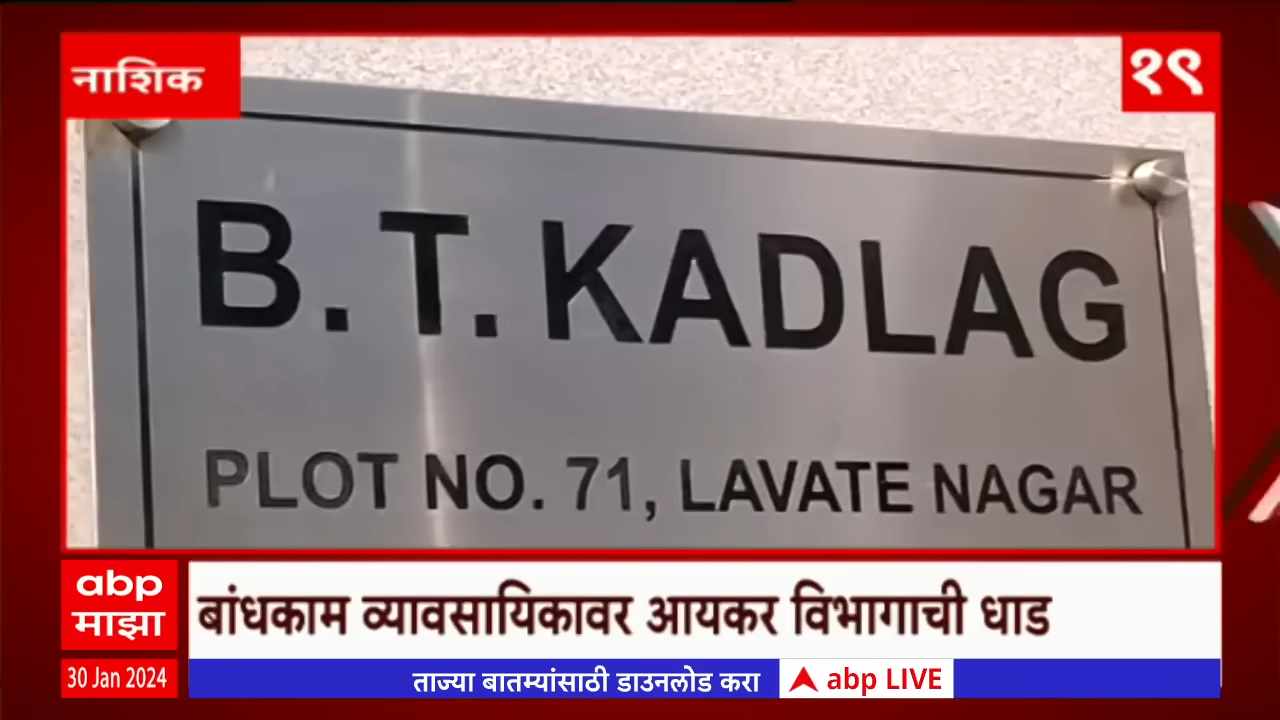 नाशिक
१९
B. T. KADLAG
PLOT NO. 71, LAVATE NAGAR
abp
माझा
बांधकाम व्यावसायिकावर आयकर विभागाची धाड
30 Jan 2024
ताज्या बातम्यांसाठी डाउनलोड करा
abp LIVE